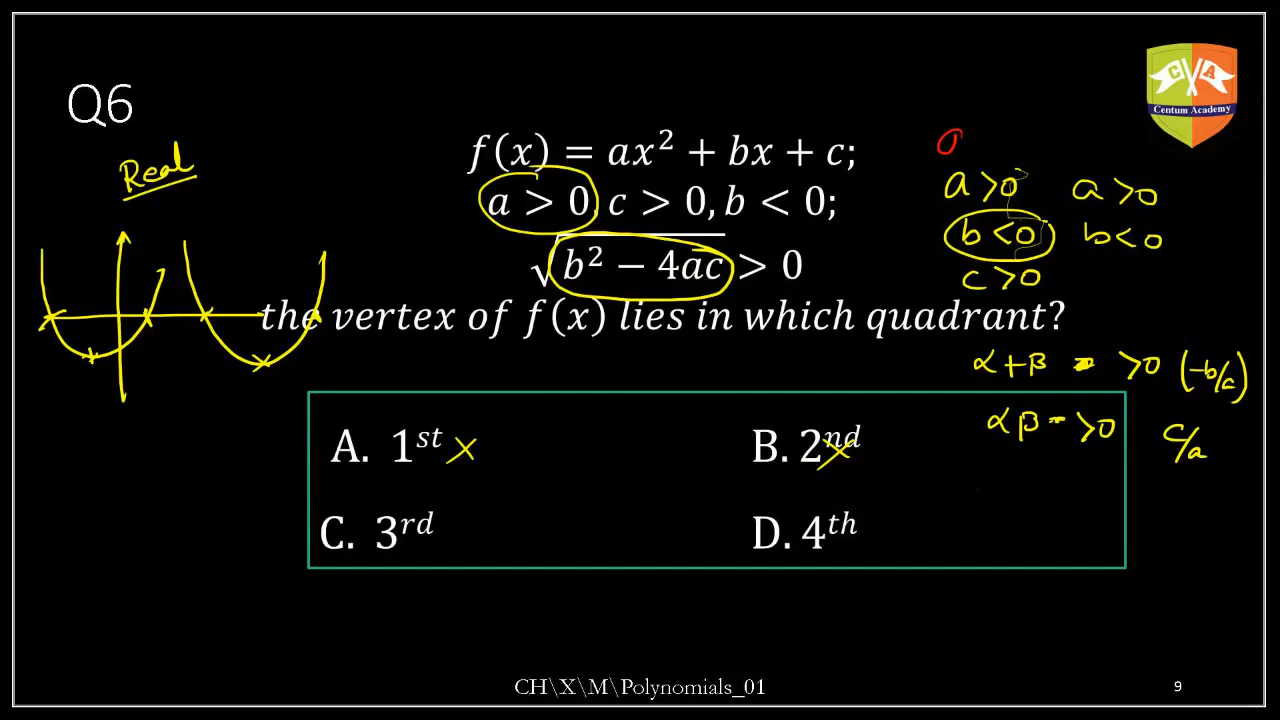 Q6
Real
f(x) = ax² + bx + c;
a > 0, c > 0, b < 0;
√b² − 4ac > 0
the vertex of f(x) lies in which quadrant?
A. 1ˢᵗ ×
B. 2ⁿᵈ ×
C. 3ʳᵈ
D. 4ᵗʰ
a > 0
b < 0
c > 0
a > 0
b < 0
α + β = > 0 (-b/c)
αβ = > 0 c/a
C A
Centum Academy
CH\X\M\Polynomials_01
9